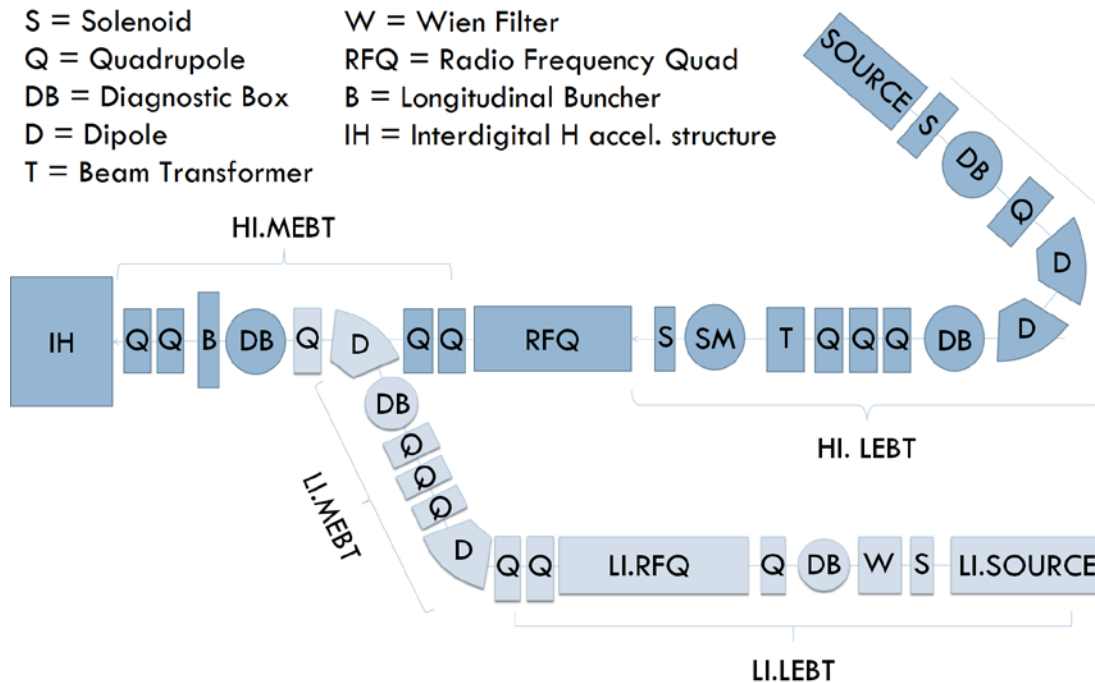 S = Solenoid
Q = Quadrupole
DB = Diagnostic Box
D = Dipole
T = Beam Transformer
W = Wien Filter
RFQ = Radio Frequency Quad
B = Longitudinal Buncher
IH = Interdigital H accel. structure
SOURCE
S
DB
Q
D
D
HI.MEBT
IH
Q Q B DB Q D Q Q RFQ S SM T Q Q Q DB
HI. LEBT
DB
Q
Q
Q
D
LI.MEBT
Q Q LI.RFQ Q DB W S LI.SOURCE
LI.LEBT